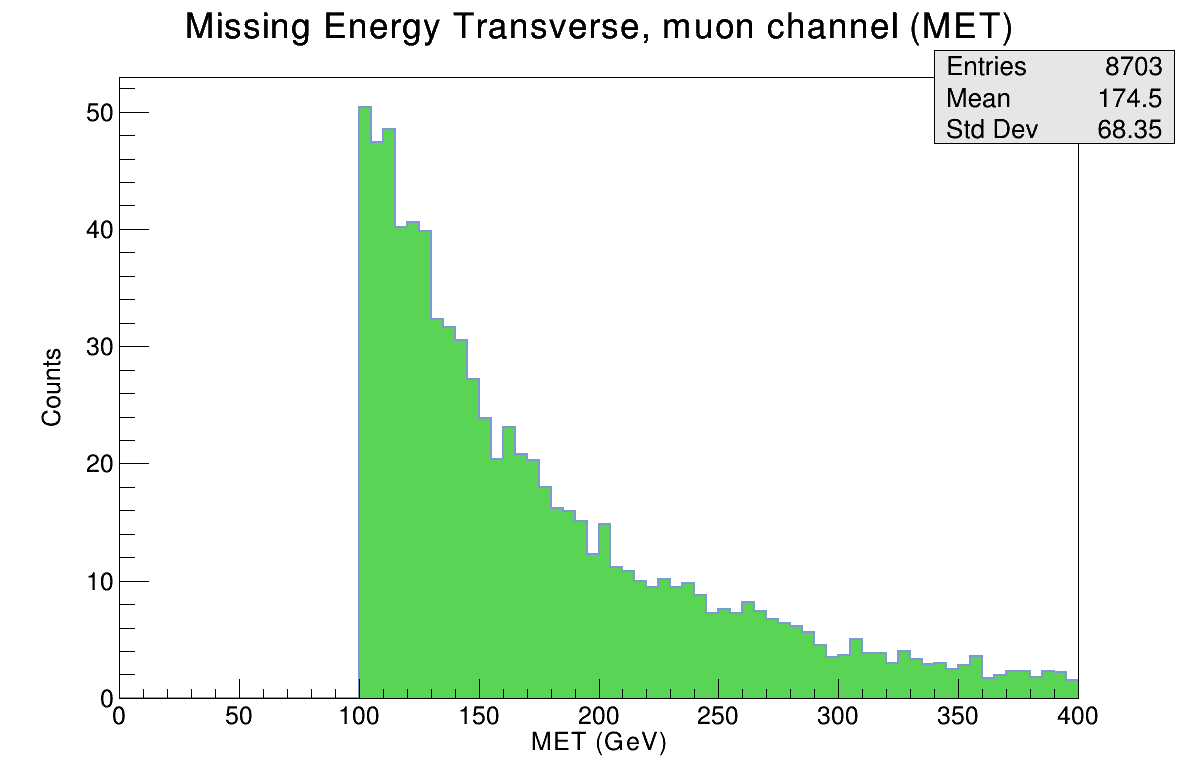 Missing Energy Transverse, muon channel (MET)
Entries 8703
Mean 174.5
Std Dev 68.35
50
40
30
20
10
0
Counts
0 50 100 150 200 250 300 350 400
MET (GeV)